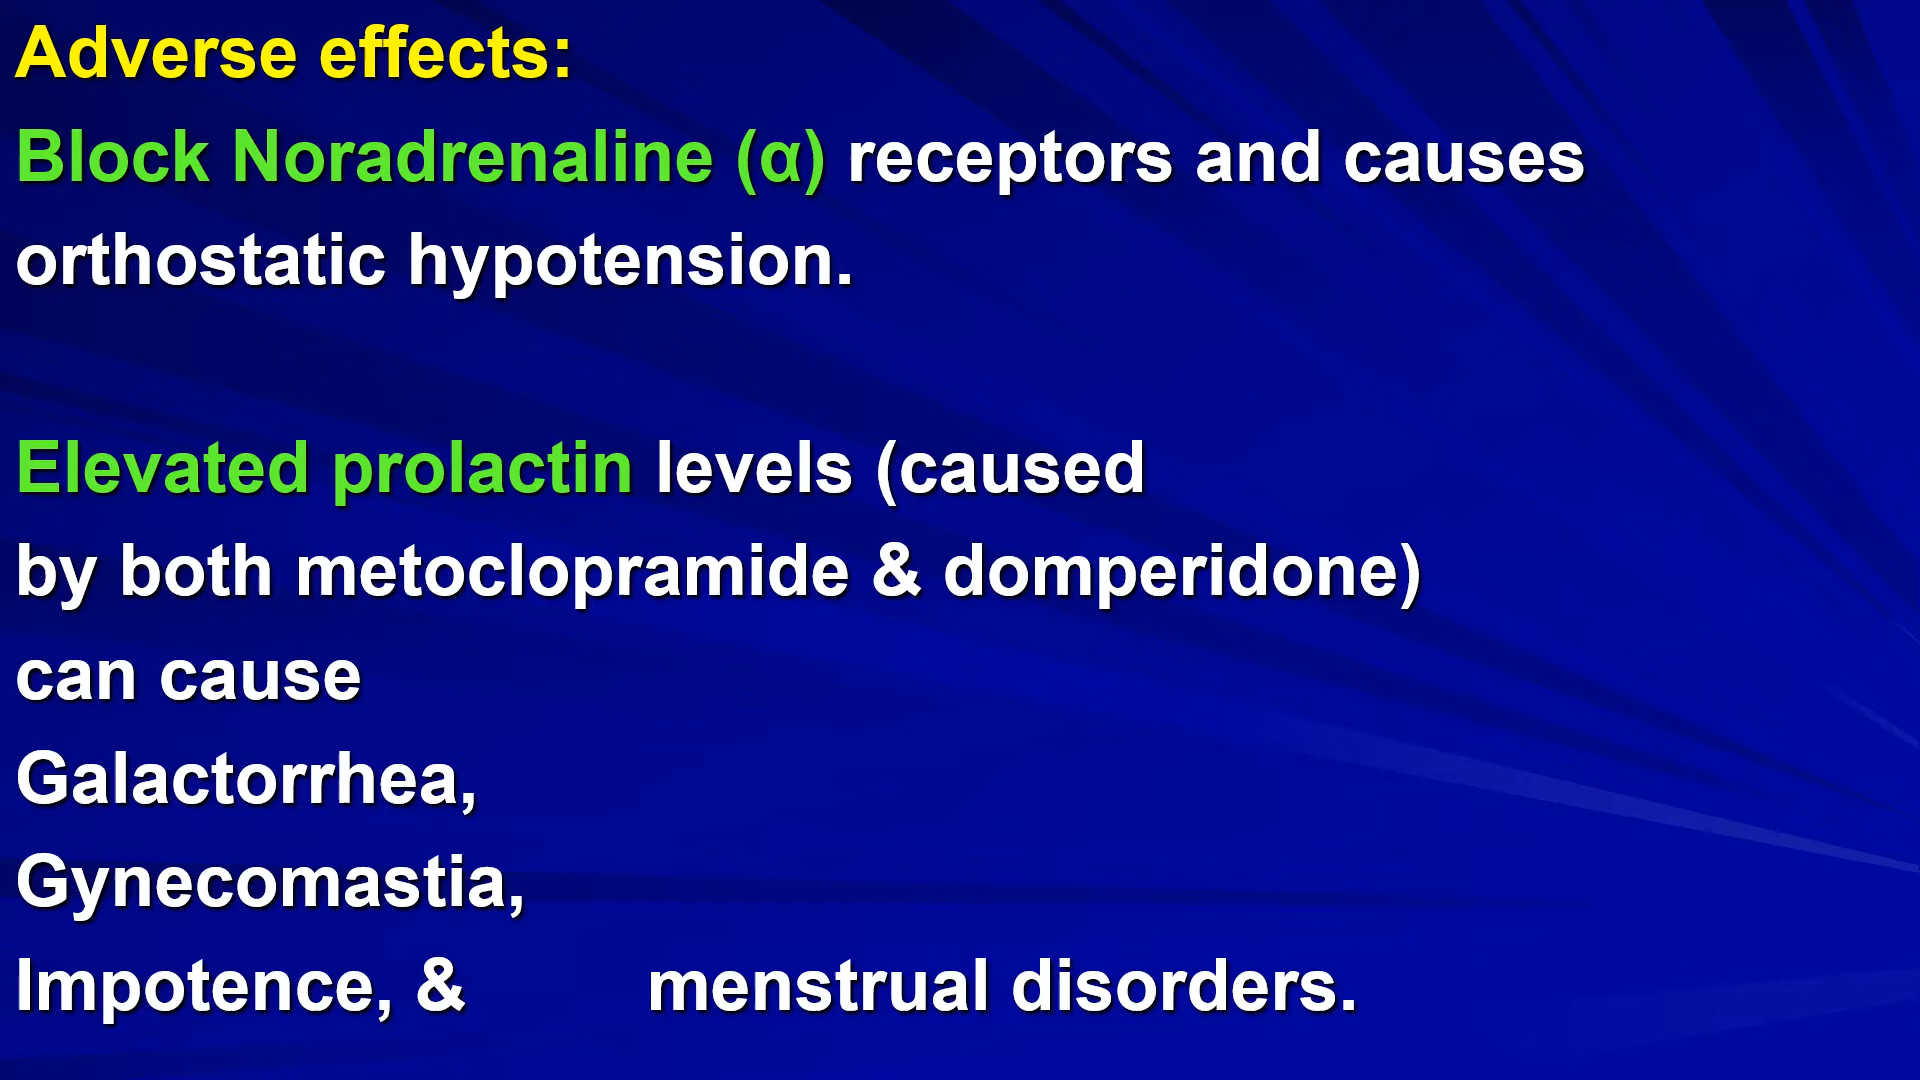 Adverse effects:
Block Noradrenaline (α) receptors and causes
orthostatic hypotension.
Elevated prolactin levels (caused
by both metoclopramide & domperidone)
can cause
Galactorrhea,
Gynecomastia,
Impotence, & menstrual disorders.